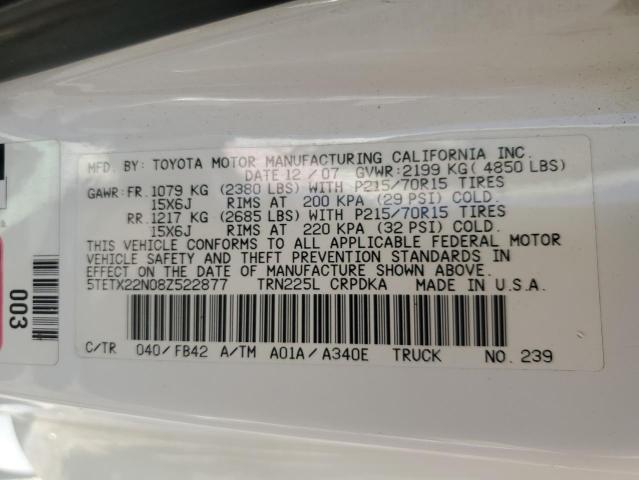 MFD. BY: TOYOTA MOTOR MANUFACTURING CALIFORNIA INC.
DATE 12 / 07 GVWR: 2199 KG( 4850 LBS)
GAWR: FR. 1079 KG (2380 LBS) WITH P215/70R15 TIRES
15X6J RIMS AT 200 KPA (29 PSI) COLD.
RR. 1217 KG (2685 LBS) WITH P215/70R15 TIRES
15X6J RIMS AT 220 KPA (32 PSI) COLD.
THIS VEHICLE CONFORMS TO ALL APPLICABLE FEDERAL MOTOR
VEHICLE SAFETY AND THEFT PREVENTION STANDARDS IN
EFFECT ON THE DATE OF MANUFACTURE SHOWN ABOVE.
5TETX22N08Z522877 TRN225L CRPDKA MADE IN U.S.A.
C/TR 040/FB42 A/TM A01A/A340E TRUCK NO. 239
003